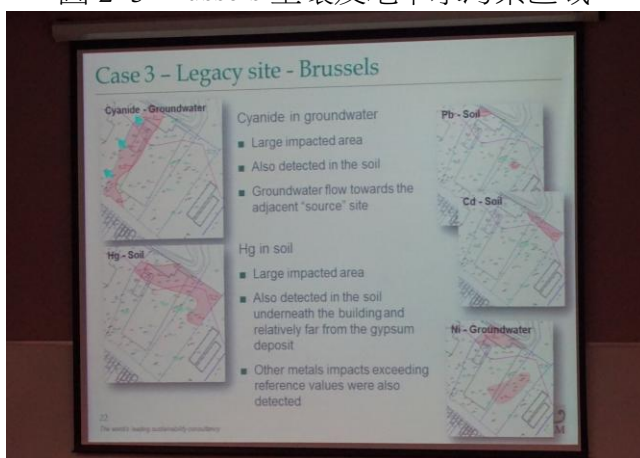 Case 3 – Legacy site - Brussels
Cyanide - Groundwater
Cyanide in groundwater
■ Large impacted area
■ Also detected in the soil
■ Groundwater flow towards the
adjacent "source" site
Hg - Soil
Hg in soil
■ Large impacted area
■ Also detected in the soil
underneath the building and
relatively far from the gypsum
deposit
■ Other metals impacts exceeding
reference values were also
detected
Pb - Soil
Cd - Soil
Ni - Groundwater
22
The world's leading sustainability consultancy